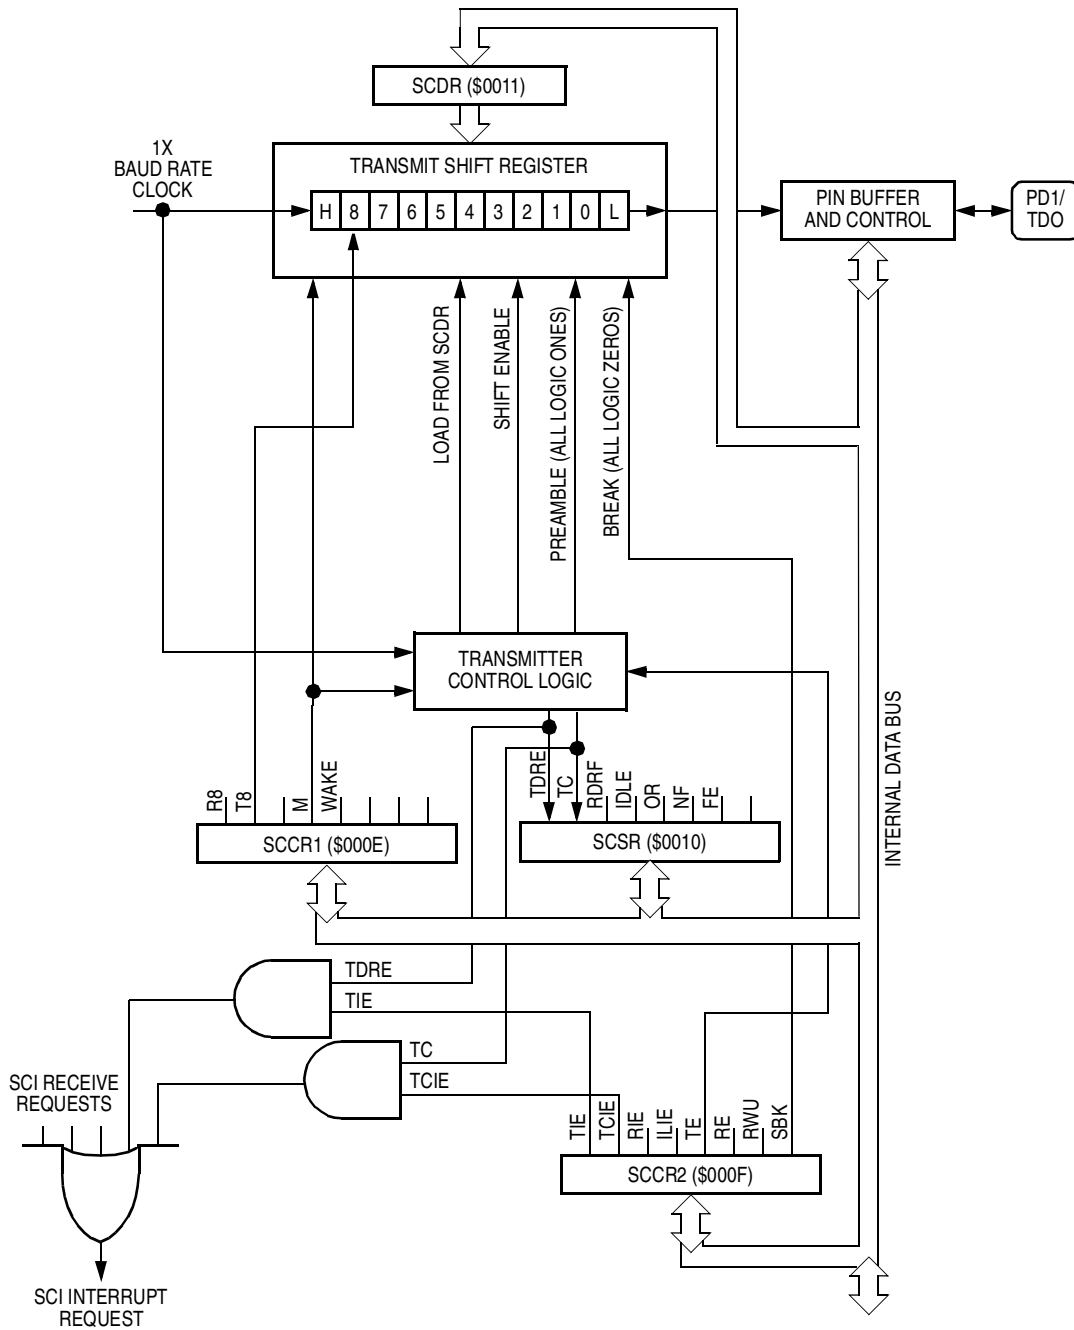 SCDR ($0011)
1X
BAUD RATE
CLOCK
TRANSMIT SHIFT REGISTER
H 8 7 6 5 4 3 2 1 0 L
PIN BUFFER
AND CONTROL
PD1/
TDO
LOAD FROM SCDR
SHIFT ENABLE
PREAMBLE (ALL LOGIC ONES)
BREAK (ALL LOGIC ZEROS)
TRANSMITTER
CONTROL LOGIC
INTERNAL DATA BUS
R8
T8
M
WAKE
SCCR1 ($000E)
TDRE
TC
RDRF
IDLE
OR
NF
FE
SCSR ($0010)
TDRE
TIE
TC
TCIE
SCI RECEIVE
REQUESTS
TIE
TCIE
RIE
ILIE
TE
RE
RWU
SBK
SCCR2 ($000F)
SCI INTERRUPT
REQUEST